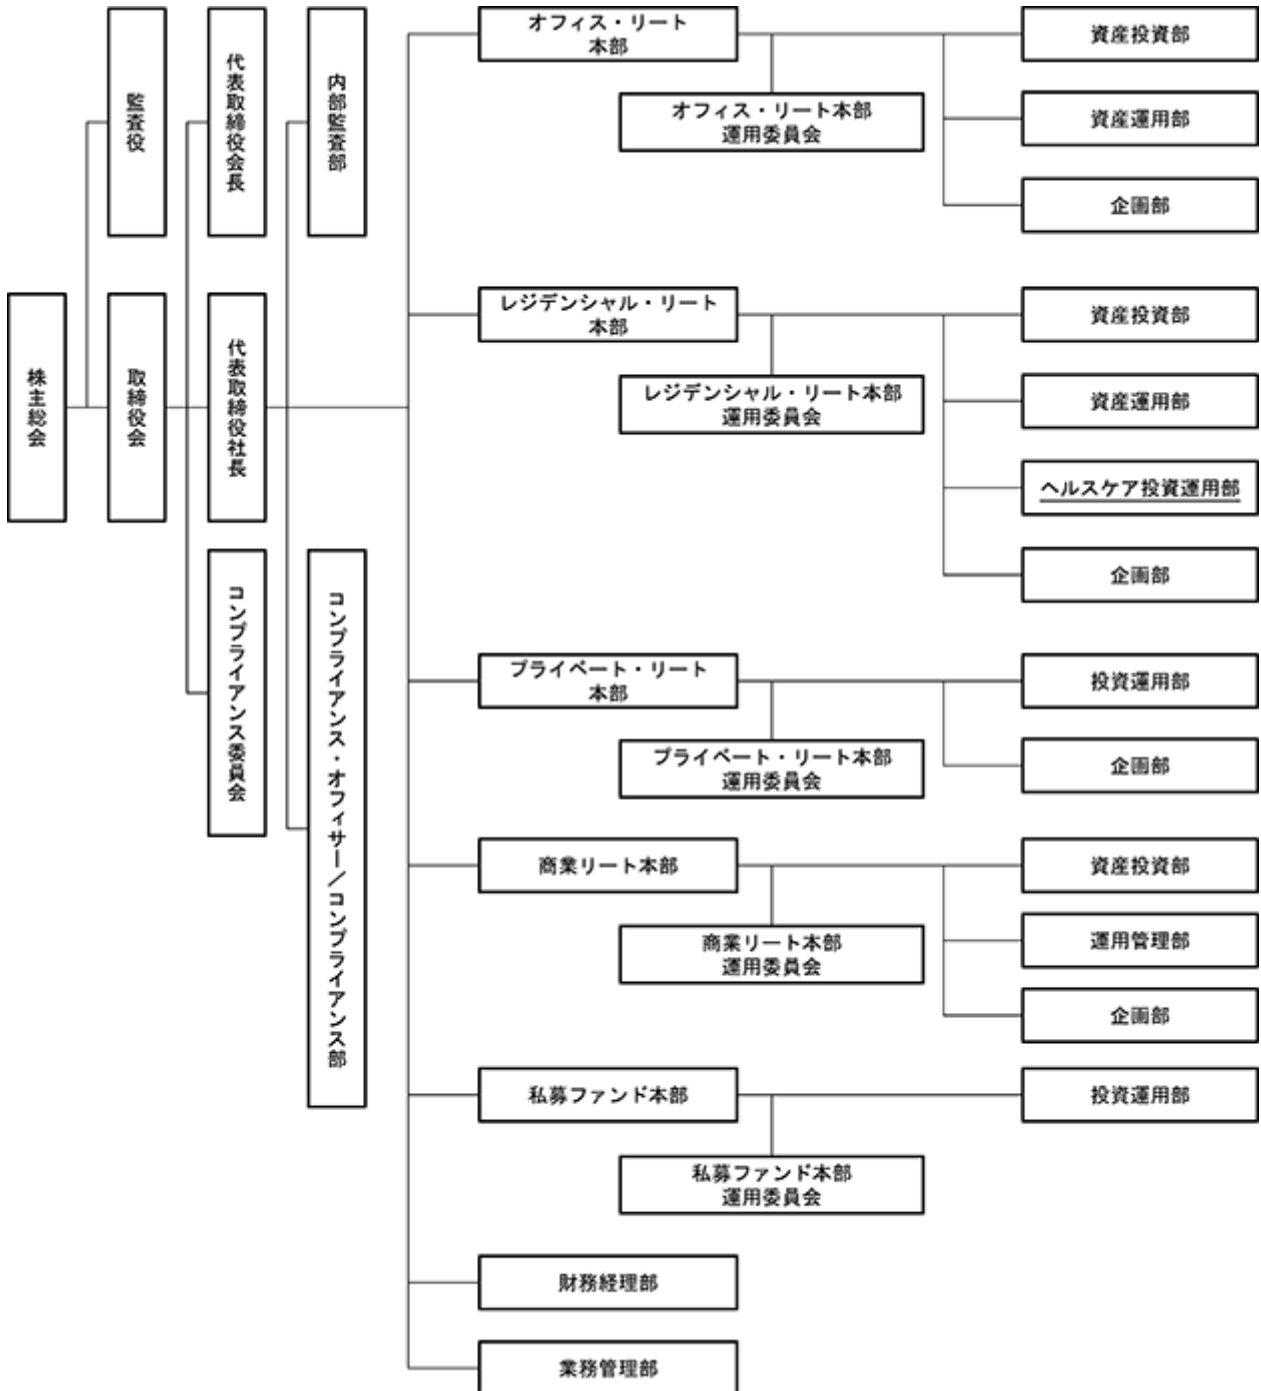 株主総会
監査役
取締役会
代表取締役会長
代表取締役社長
コンプライアンス委員会
内部監査部
コンプライアンス・オフィサー/コンプライアンス部
オフィス・リート
本部
オフィス・リート本部
運用委員会
資産投資部
資産運用部
企画部
レジデンシャル・リート
本部
レジデンシャル・リート本部
運用委員会
資産投資部
資産運用部
ヘルスケア投資運用部
企画部
プライベート・リート
本部
プライベート・リート本部
運用委員会
投資運用部
企画部
商業リート本部
商業リート本部
運用委員会
資産投資部
運用管理部
企画部
私募ファンド本部
私募ファンド本部
運用委員会
投資運用部
財務経理部
業務管理部